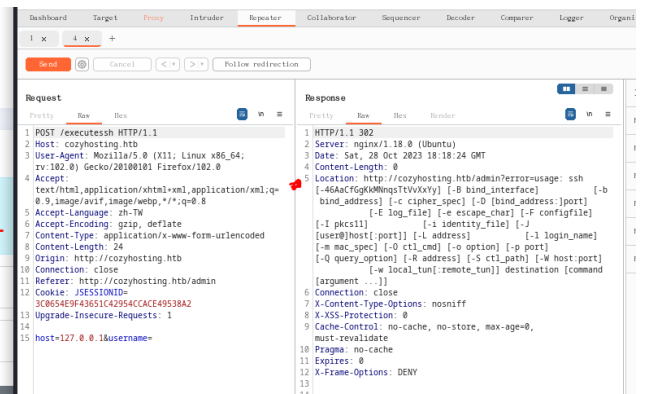 Dashboard Target Proxy Intruder Repeater Collaborator Sequencer Decoder Comparer Logger Organi
1 × 4 × +
Send Cancel < > Follow redirection
Request
Pretty Raw Hex \n
1 POST /executessh HTTP/1.1
2 Host: cozyhosting.htb
3 User-Agent: Mozilla/5.0 (X11; Linux x86_64;
rv:102.0) Gecko/20100101 Firefox/102.0
4 Accept:
text/html,application/xhtml+xml,application/xml;q=
0.9,image/avif,image/webp,*/*;q=0.8
5 Accept-Language: zh-TW
6 Accept-Encoding: gzip, deflate
7 Content-Type: application/x-www-form-urlencoded
8 Content-Length: 24
9 Origin: http://cozyhosting.htb
10 Connection: close
11 Referer: http://cozyhosting.htb/admin
12 Cookie: JSESSIONID=
3C0654E9F43651C42954CCACE49538A2
13 Upgrade-Insecure-Requests: 1
14
15 host=127.0.0.1&username=
Response
Pretty Raw Hex Render \n
1 HTTP/1.1 302
2 Server: nginx/1.18.0 (Ubuntu)
3 Date: Sat, 28 Oct 2023 18:18:24 GMT
4 Content-Length: 0
5 Location: http://cozyhosting.htb/admin?error=usage: ssh
[-46AaCfGgKkMNnqsTtVvXxYy] [-B bind_interface] [-b
bind_address] [-c cipher_spec] [-D [bind_address:]port]
[-E log_file] [-e escape_char] [-F configfile]
[-I pkcs11] [-i identity_file] [-J
[user@]host[:port]] [-L address] [-l login_name]
[-m mac_spec] [-O ctl_cmd] [-o option] [-p port]
[-Q query_option] [-R address] [-S ctl_path] [-W host:port]
[-w local_tun[:remote_tun]] destination [command
[argument ...]]
6 Connection: close
7 X-Content-Type-Options: nosniff
8 X-XSS-Protection: 0
9 Cache-Control: no-cache, no-store, max-age=0,
must-revalidate
10 Pragma: no-cache
11 Expires: 0
12 X-Frame-Options: DENY
13